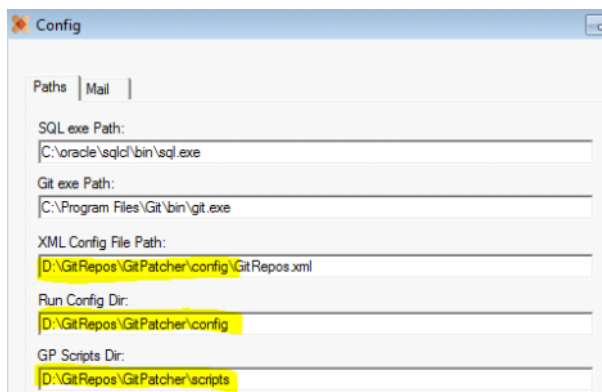 Config
Paths Mail
SQL exe Path:
C:\oracle\sqlcl\bin\sql.exe
Git exe Path:
C:\Program Files\Git\bin\git.exe
XML Config File Path:
D:\GitRepos\GitPatcher\config\GitRepos.xml
Run Config Dir:
D:\GitRepos\GitPatcher\config
GP Scripts Dir:
D:\GitRepos\GitPatcher\scripts